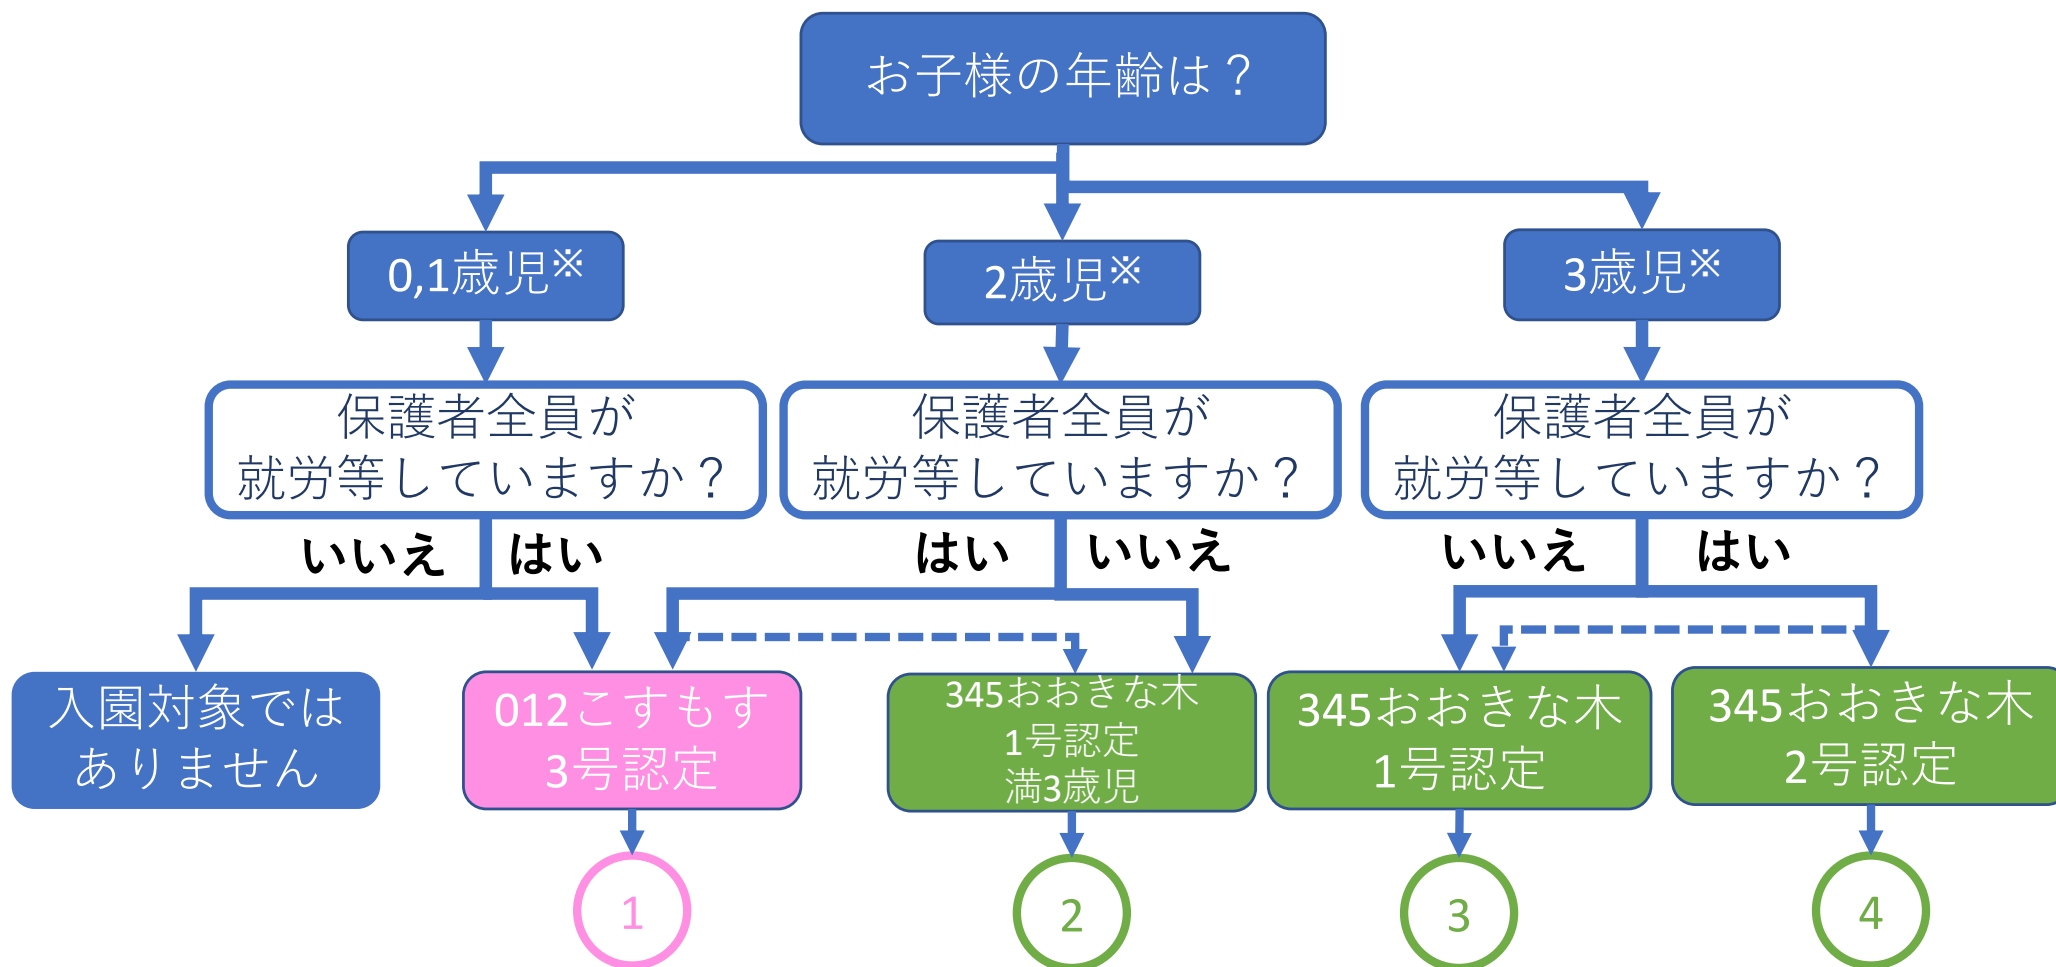 お子様の年齢は？
0,1歳児※
2歳児※
3歳児※
保護者全員が
就労等していますか？
保護者全員が
就労等していますか？
保護者全員が
就労等していますか？
いいえ
はい
はい
いいえ
いいえ
はい
入園対象では
ありません
012こすもす
3号認定
345おおきな木
1号認定
満3歳児
345おおきな木
1号認定
345おおきな木
2号認定
1
2
3
4